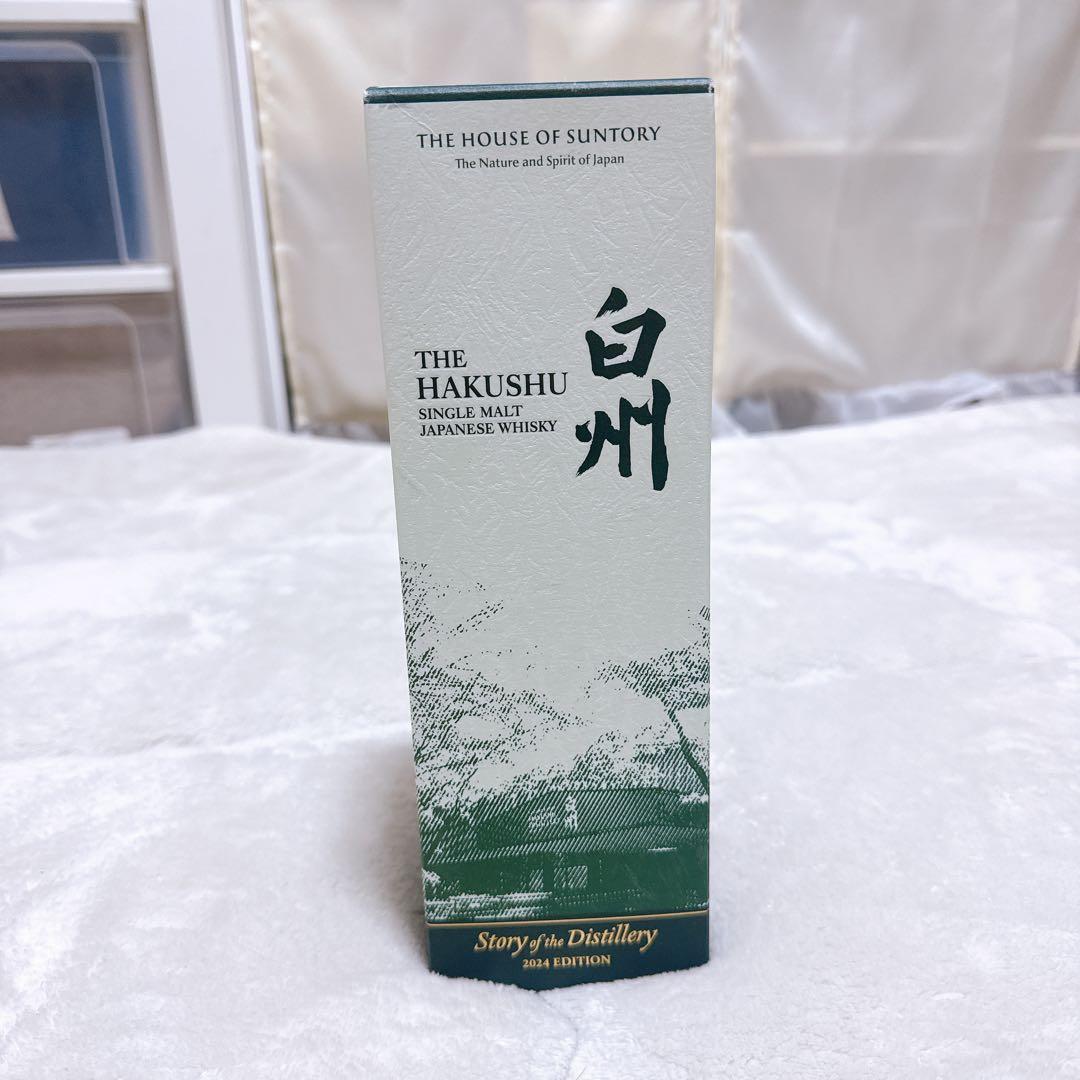 THE HOUSE OF SUNTORY
The Nature and Spirit of Japan
白州
THE
HAKUSHU
SINGLE MALT
JAPANESE WHISKY
Story of the Distillery
2024 EDITION